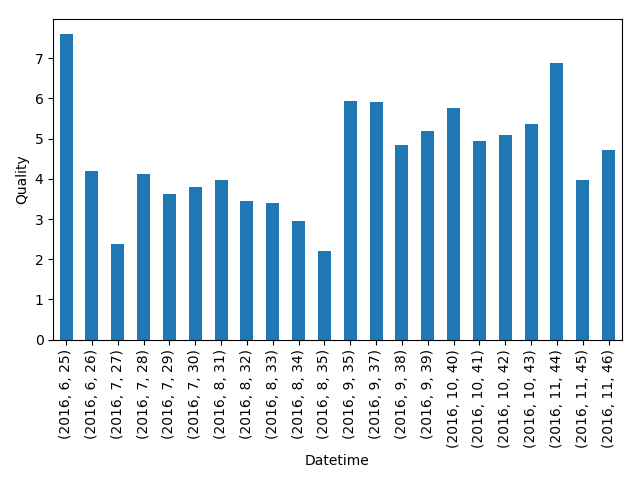 7
6
5
4
3
2
1
0
Quality
(2016, 6, 25)
(2016, 6, 26)
(2016, 7, 27)
(2016, 7, 28)
(2016, 7, 29)
(2016, 7, 30)
(2016, 8, 31)
(2016, 8, 32)
(2016, 8, 33)
(2016, 8, 34)
(2016, 8, 35)
(2016, 9, 35)
(2016, 9, 37)
(2016, 9, 38)
(2016, 9, 39)
(2016, 10, 40)
(2016, 10, 41)
(2016, 10, 42)
(2016, 10, 43)
(2016, 11, 44)
(2016, 11, 45)
(2016, 11, 46)
Datetime